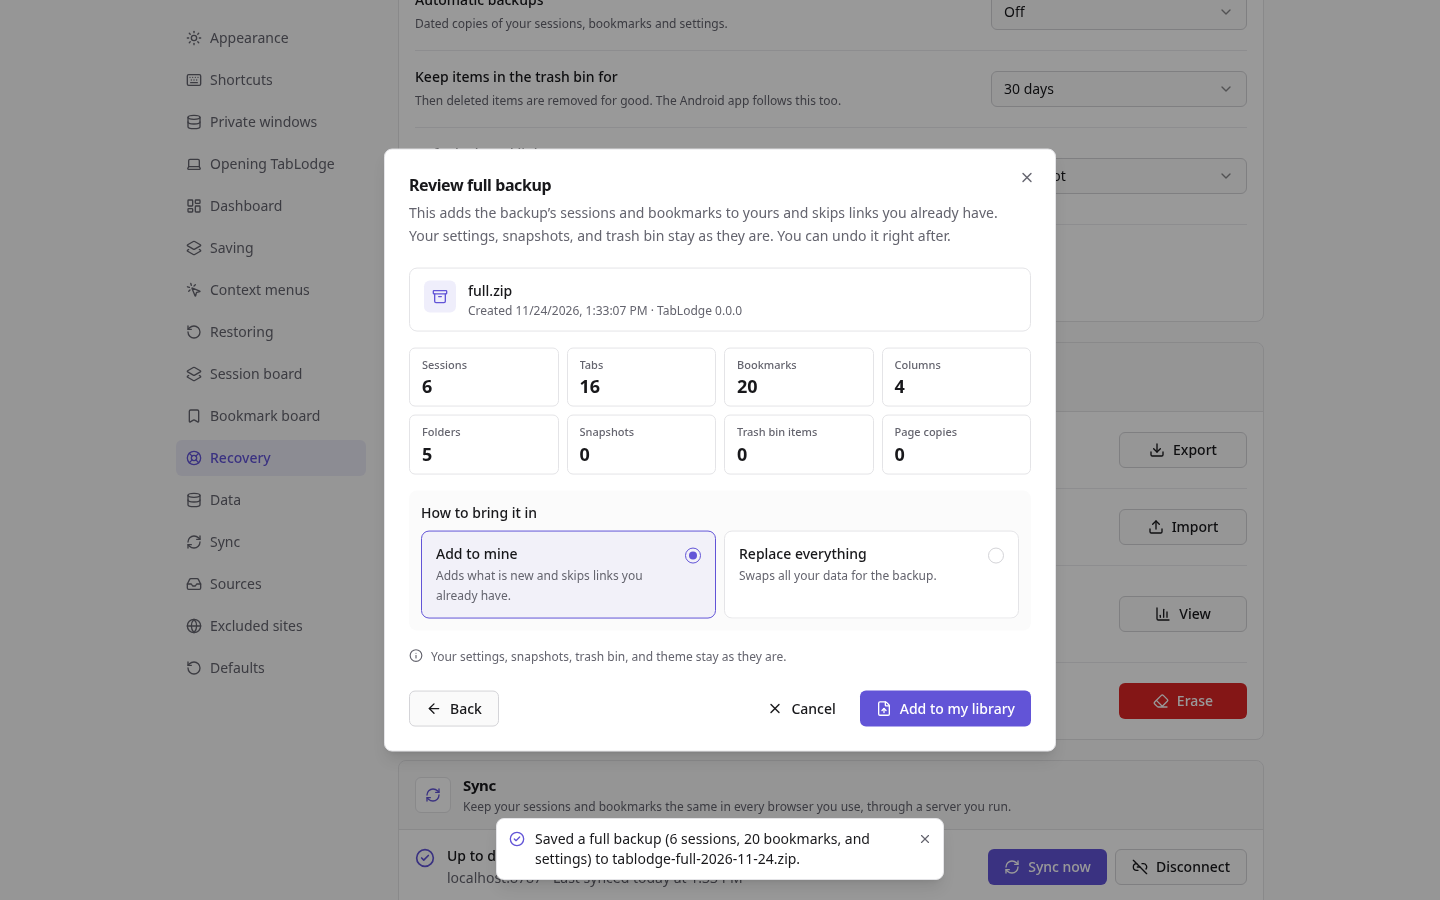 Automatic backups
Dated copies of your sessions, bookmarks and settings.
Off
Keep items in the trash bin for
Then deleted items are removed for good. The Android app follows this too.
30 days
Appearance
Shortcuts
Private windows
Opening TabLodge
Dashboard
Saving
Context menus
Restoring
Session board
Bookmark board
Recovery
Data
Sync
Sources
Excluded sites
Defaults
Review full backup
This adds the backup’s sessions and bookmarks to yours and skips links you already have.
Your settings, snapshots, and trash bin stay as they are. You can undo it right after.
full.zip
Created 11/24/2026, 1:33:07 PM · TabLodge 0.0.0
Sessions
6
Tabs
16
Bookmarks
20
Columns
4
Folders
5
Snapshots
0
Trash bin items
0
Page copies
0
How to bring it in
Add to mine
Adds what is new and skips links you
already have.
Replace everything
Swaps all your data for the backup.
Your settings, snapshots, trash bin, and theme stay as they are.
Back
Cancel
Add to my library
Export
Import
View
Erase
Sync
Keep your sessions and bookmarks the same in every browser you use, through a server you run.
Up to
Sync now
Disconnect
Saved a full backup (6 sessions, 20 bookmarks, and
settings) to tablodge-full-2026-11-24.zip.